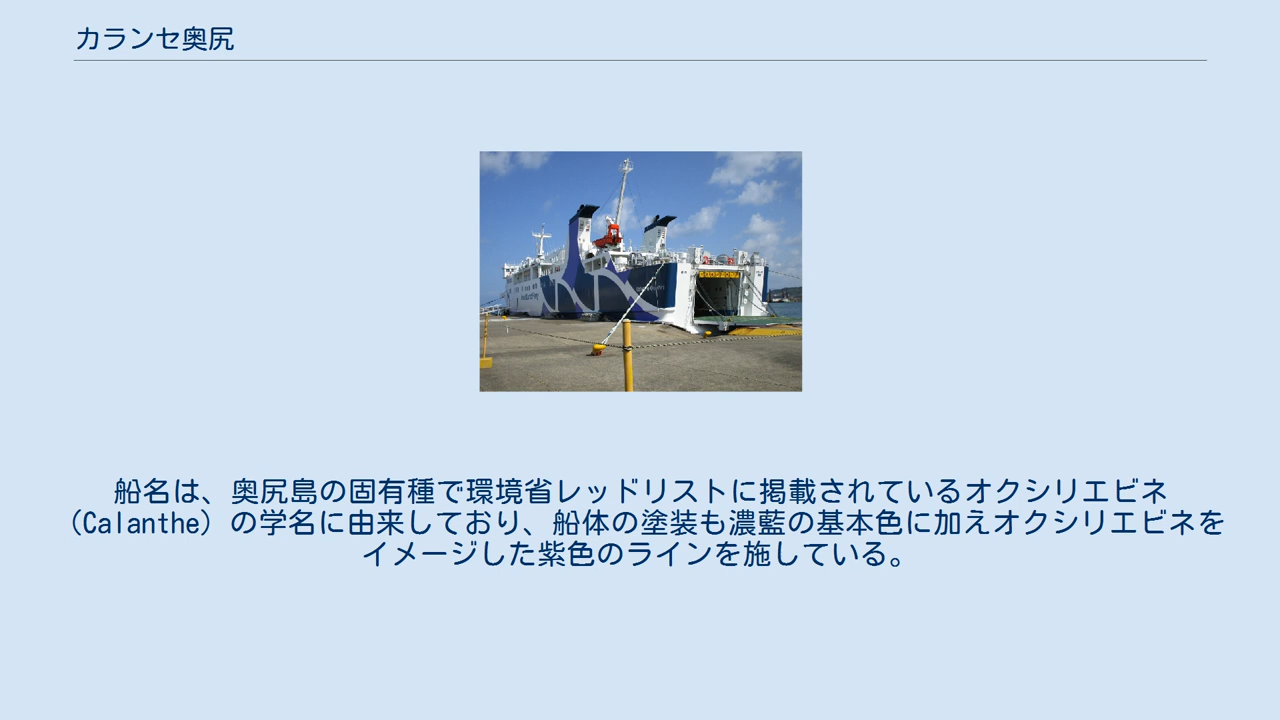 カランセ奥尻
船名は、奥尻島の固有種で環境省レッドリストに掲載されているオクシリエビネ
(Calanthe) の学名に由来しており、船体の塗装も濃藍の基本色に加えオクシリエビネを
イメージした紫色のラインを施している。